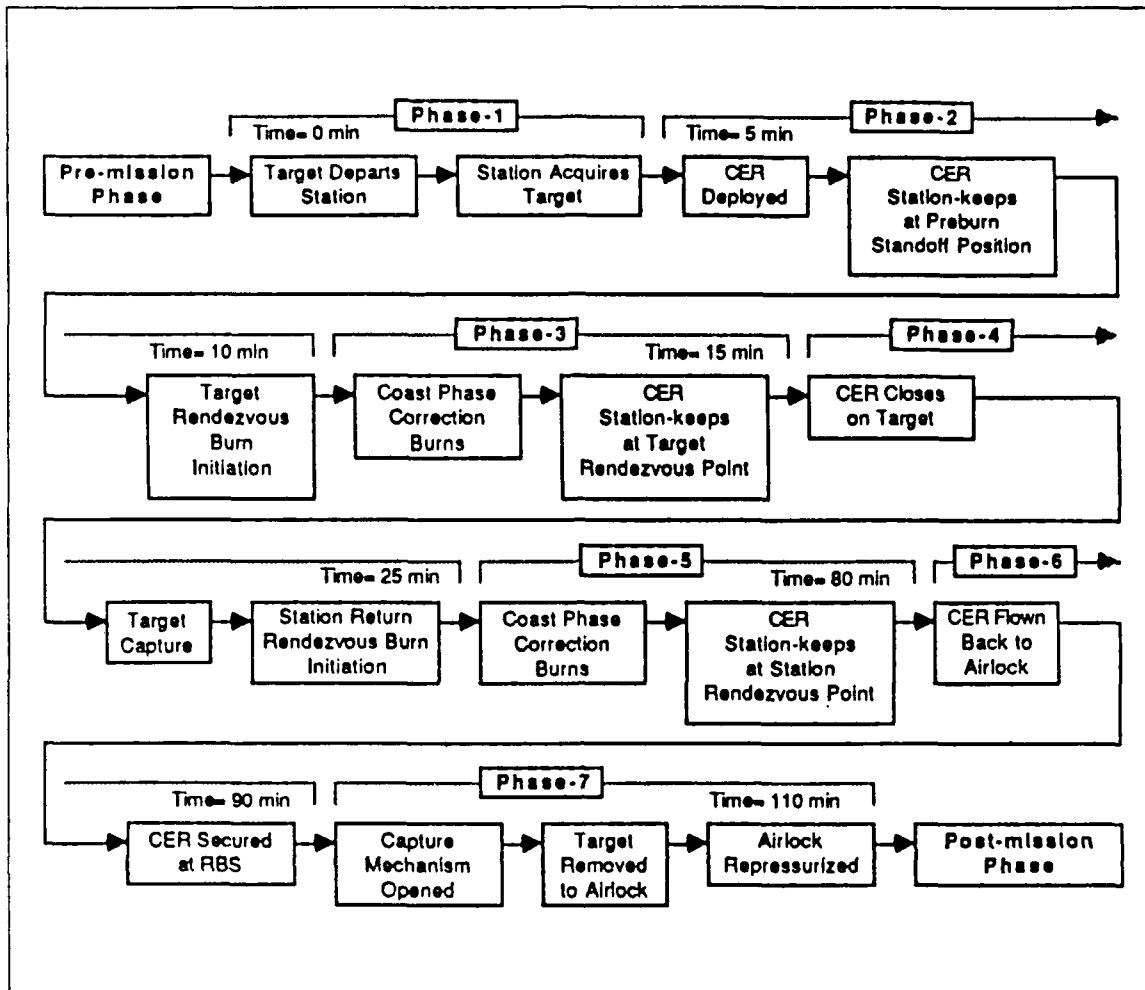 Phase-1
Phase-2
Time= 0 min
Time= 5 min
Pre-mission
Phase
Target Departs
Station
Station Acquires
Target
CER
Deployed
CER
Station-keeps
at Preburn
Standoff Position
Phase-3
Phase-4
Time= 10 min
Time= 15 min
Target
Rendezvous
Burn
Initiation
Coast Phase
Correction
Burns
CER
Station-keeps
at Target
Rendezvous Point
CER Closes
on Target
Phase-5
Phase-6
Time= 25 min
Time= 80 min
Target
Capture
Station Return
Rendezvous Burn
Initiation
Coast Phase
Correction
Burns
CER
Station-keeps
at Station
Rendezvous Point
CER Flown
Back to
Airlock
Phase-7
Time= 90 min
Time= 110 min
CER Secured
at RBS
Capture
Mechanism
Opened
Target
Removed
to Airlock
Airlock
Repressurized
Post-mission
Phase